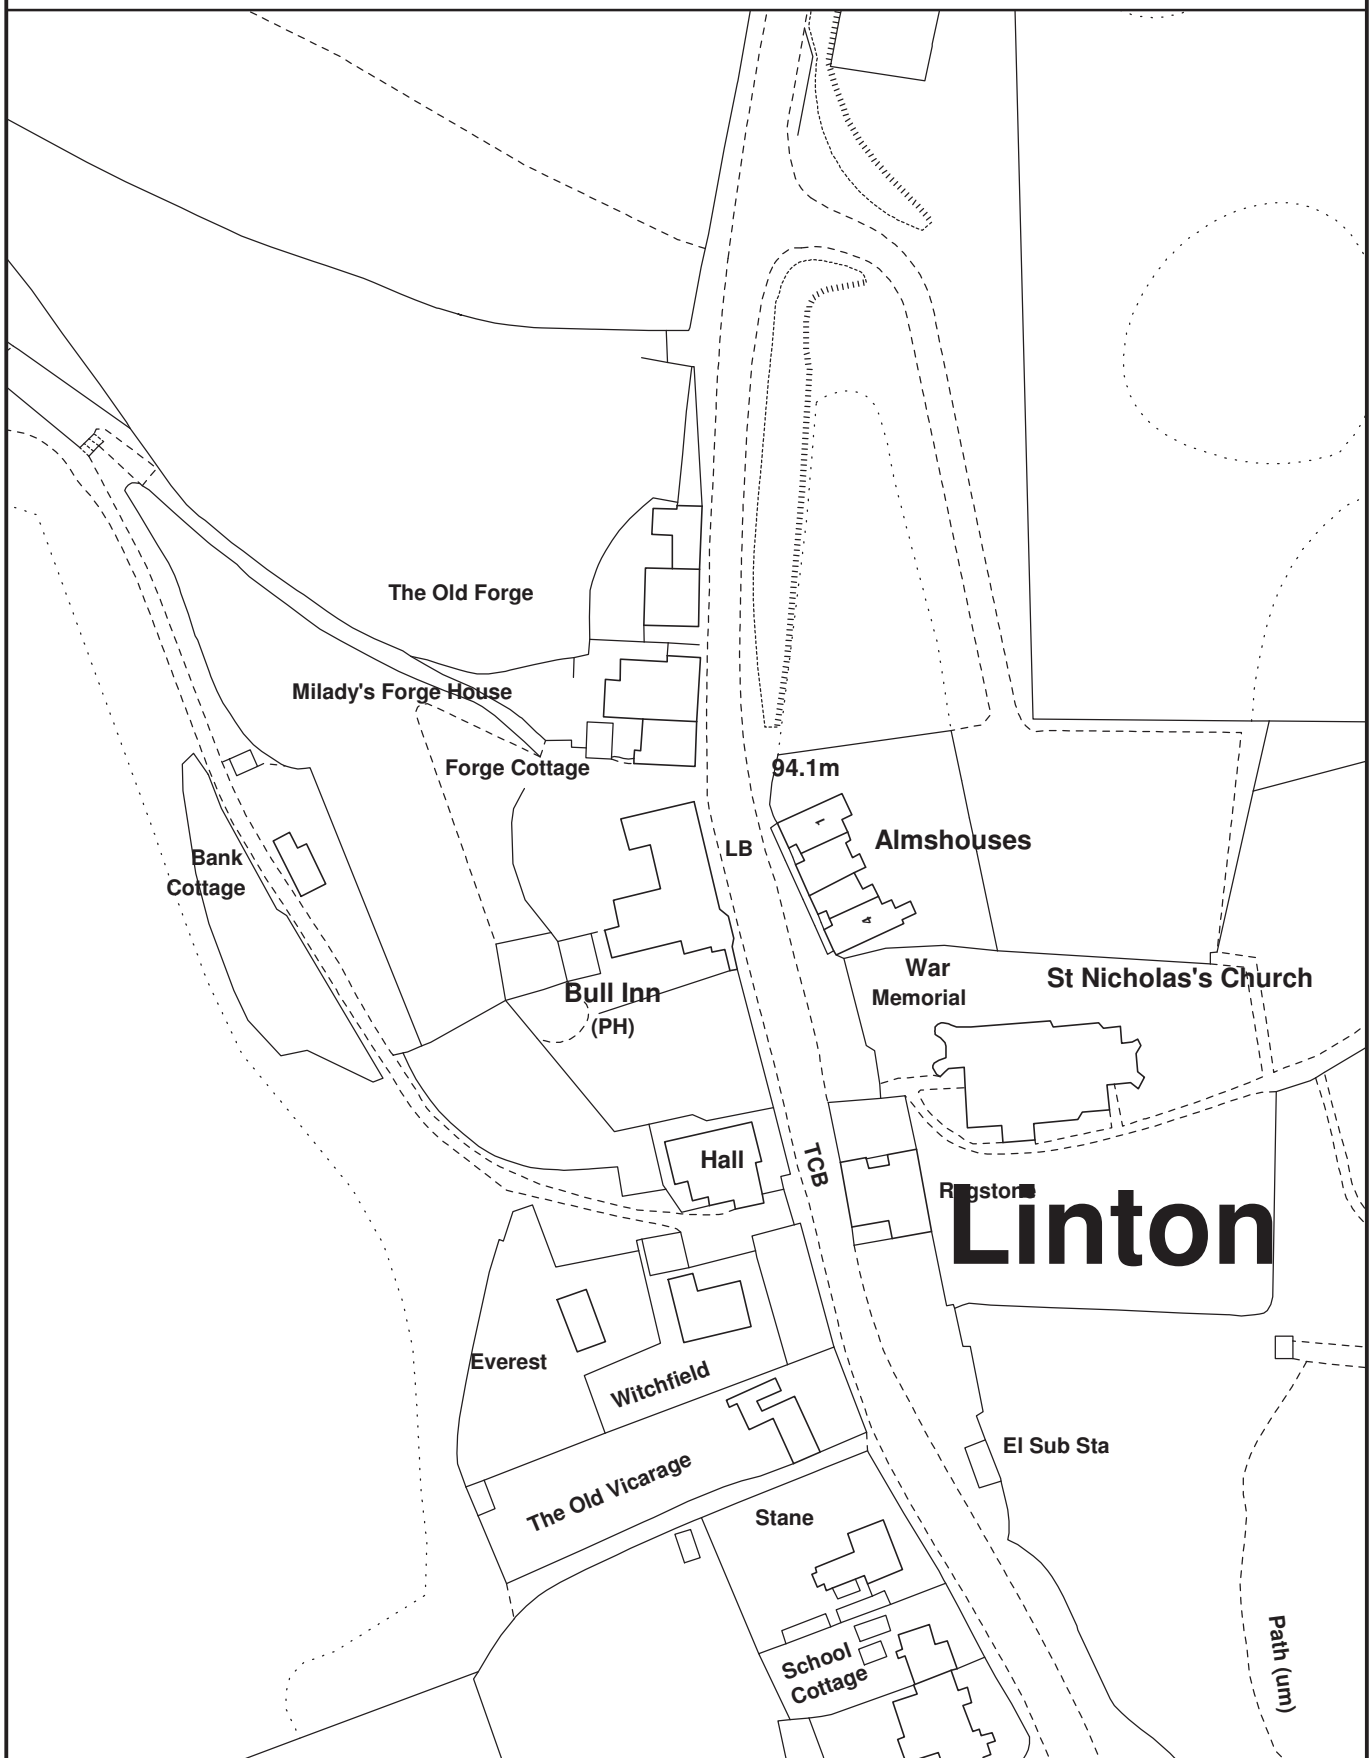 The Old Forge
Milady's Forge House
Forge Cottage
94.1m
1
LB
Almshouses
Bank
Cottage
4
War
Memorial
St Nicholas's Church
Bull Inn
(PH)
Hall
TCB
Ragstone
Linton
Everest
Witchfield
El Sub Sta
The Old Vicarage
Stane
School
Cottage
Path (um)